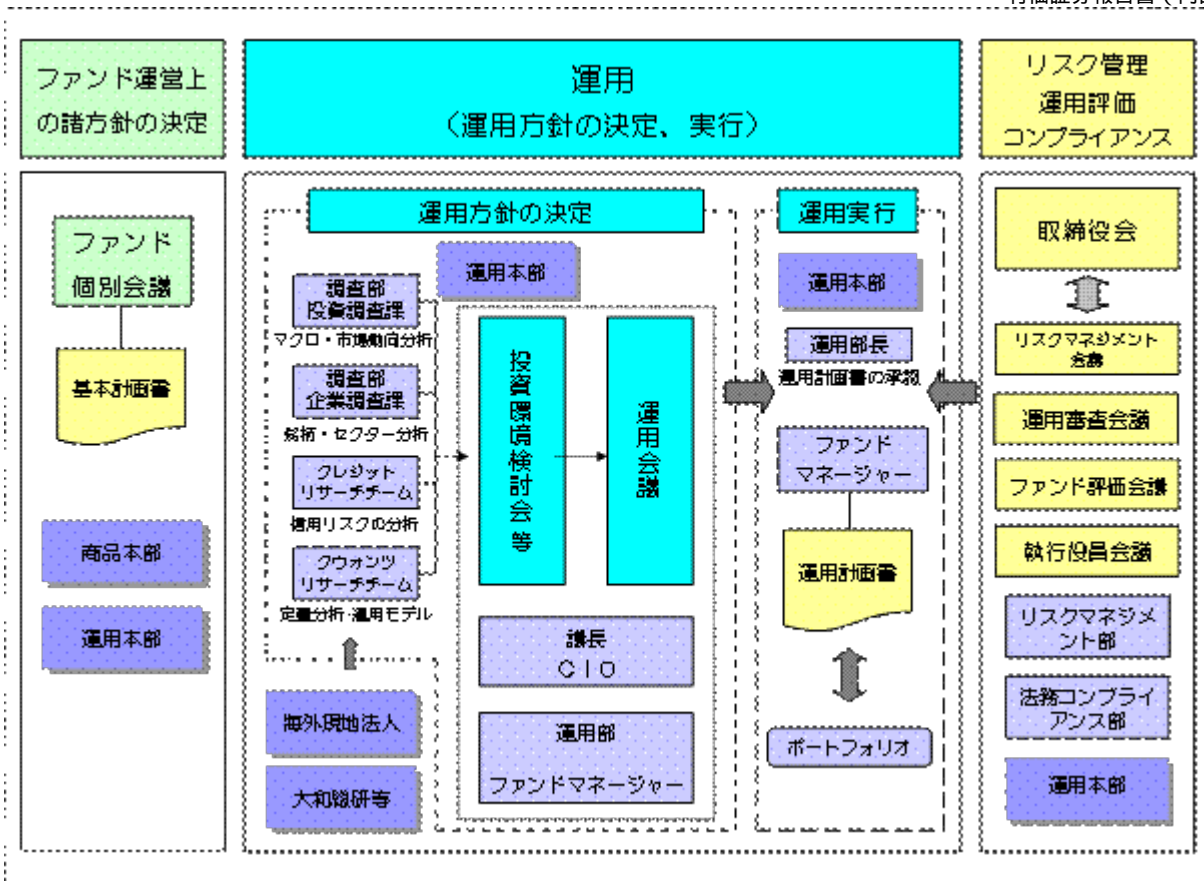 ファンド運営上
の諸方針の決定
運用
（運用方針の決定、実行）
リスク管理
運用評価
コンプライアンス
ファンド
個別会議
基本計画書
商品本部
運用本部
運用方針の決定
運用本部
調査部
投資調査課
マクロ・市場動向分析
調査部
企業調査課
銘柄・セクター分析
クレジット
リサーチチーム
信用リスクの分析
クウォンツ
リサーチチーム
定量分析・運用モデル
海外現地法人
大和総研等
投資環境検討会等
運用会議
議長
ＣＩＯ
運用部
ファンドマネージャー
運用実行
運用本部
運用部長
運用計画書の承認
ファンド
マネージャー
運用計画書
ポートフォリオ
取締役会
リスクマネジメント
会議
運用審査会議
ファンド評価会議
執行役員会議
リスクマネジメ
ント部
法務コンプライ
アンス部
運用本部